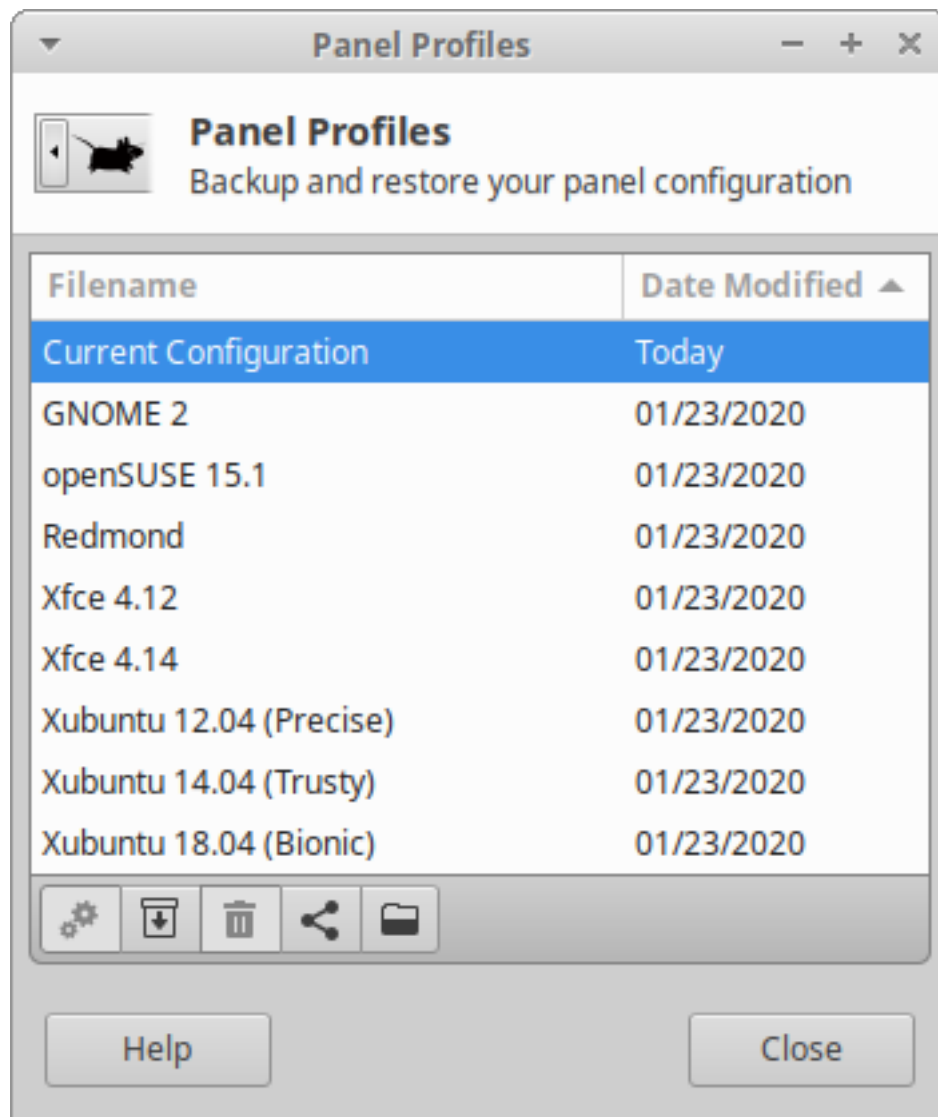 Panel Profiles
Panel Profiles
Backup and restore your panel configuration
Filename Date Modified
Current Configuration Today
GNOME 2 01/23/2020
openSUSE 15.1 01/23/2020
Redmond 01/23/2020
Xfce 4.12 01/23/2020
Xfce 4.14 01/23/2020
Xubuntu 12.04 (Precise) 01/23/2020
Xubuntu 14.04 (Trusty) 01/23/2020
Xubuntu 18.04 (Bionic) 01/23/2020
Help Close